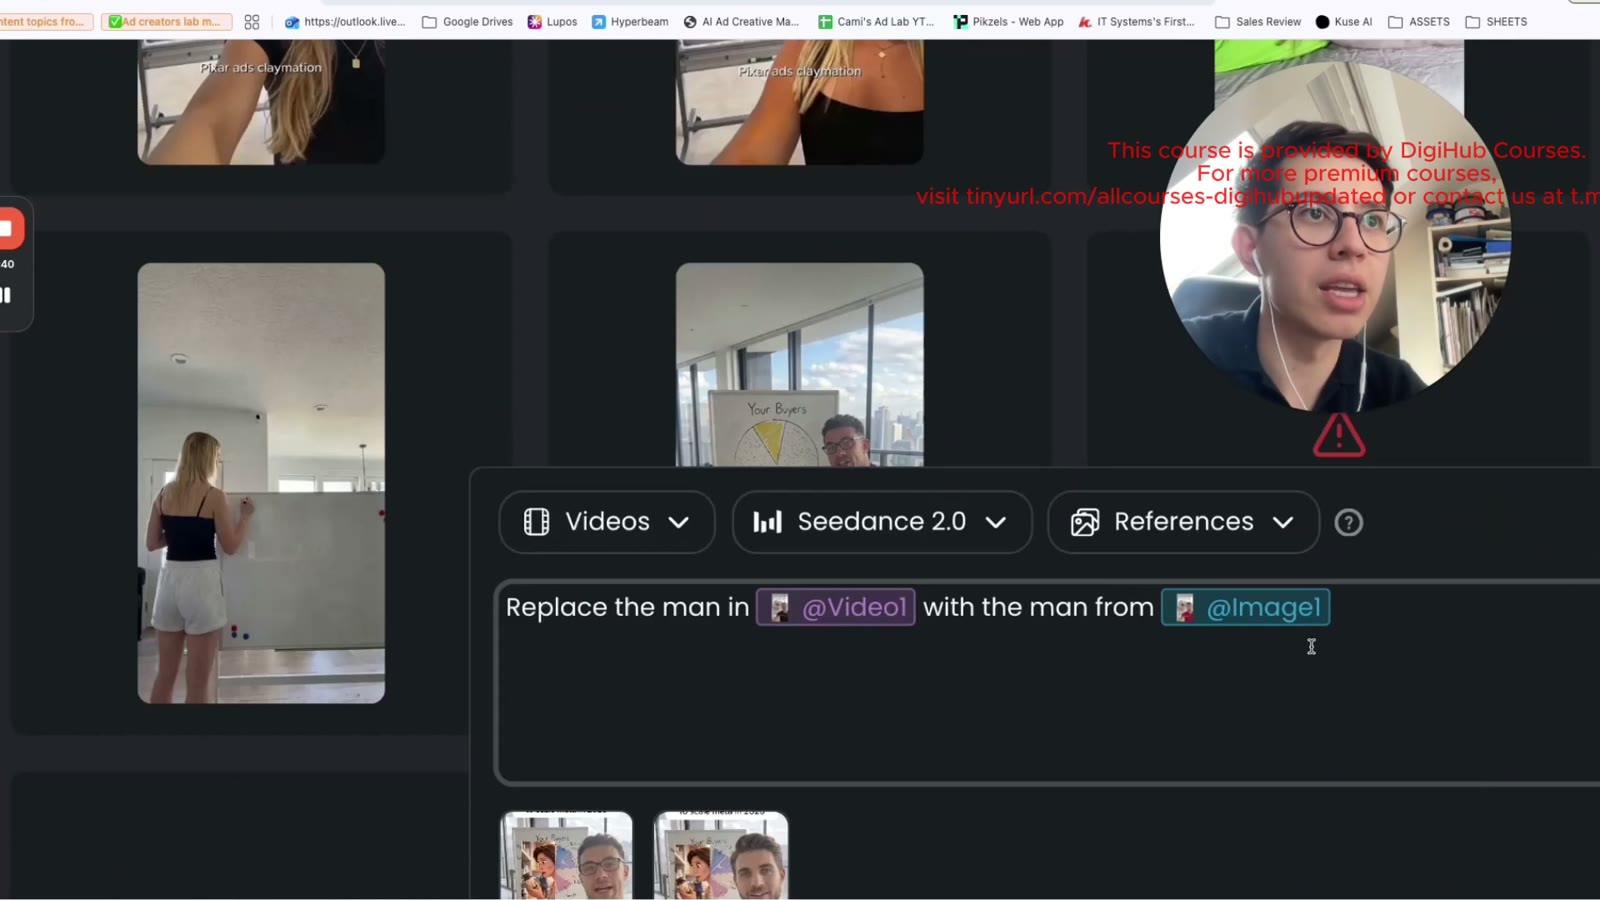 ntent topics fro...
Ad creators lab m...
https://outlook.live...
Google Drives
Lupos
Hyperbeam
AI Ad Creative Ma...
Cami's Ad Lab YT...
Pikzels - Web App
IT Systems's First...
Sales Review
Kuse AI
ASSETS
SHEETS
Pixar ads claymation
Pixar ads claymation
This course is provided by DigiHub Courses.
For more premium courses,
visit tinyurl.com/allcourses-digihubupdated or contact us at t.m
:40
Your Buyers
Videos
Seedance 2.0
References
?
Replace the man in @Video1 with the man from @Image1
Your Buyers
Your Buyers